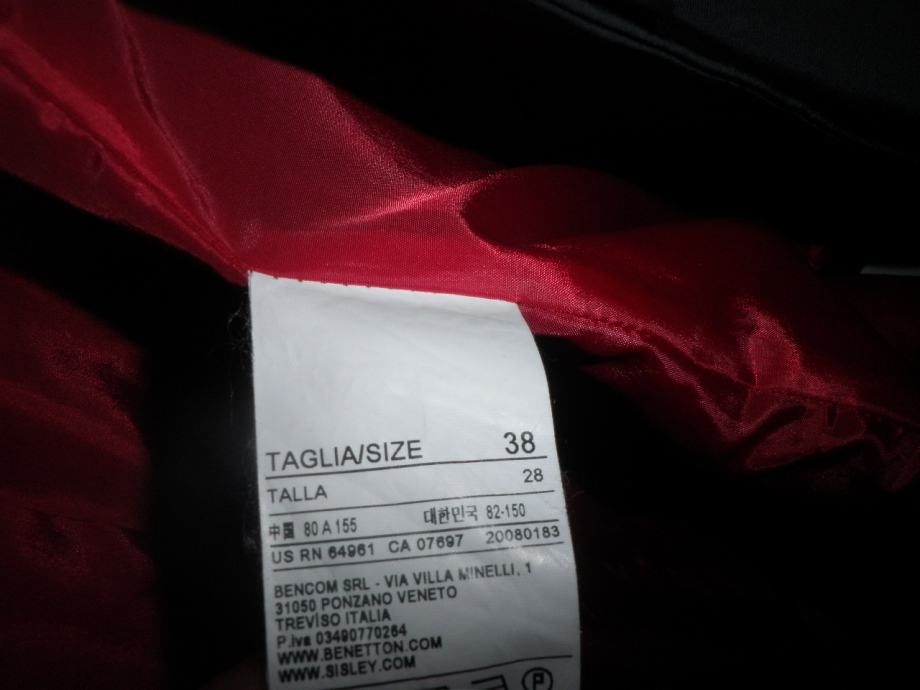 TAGLIA/SIZE 38
TALLA 28
中國 80 A 155 대한민국 82-150
US RN 64961 CA 07697 20080183
BENCOM SRL - VIA VILLA MINELLI, 1
31050 PONZANO VENETO
TREVISO ITALIA
P.Iva 03490770264
WWW.BENETTON.COM
WWW.SISLEY.COM
P